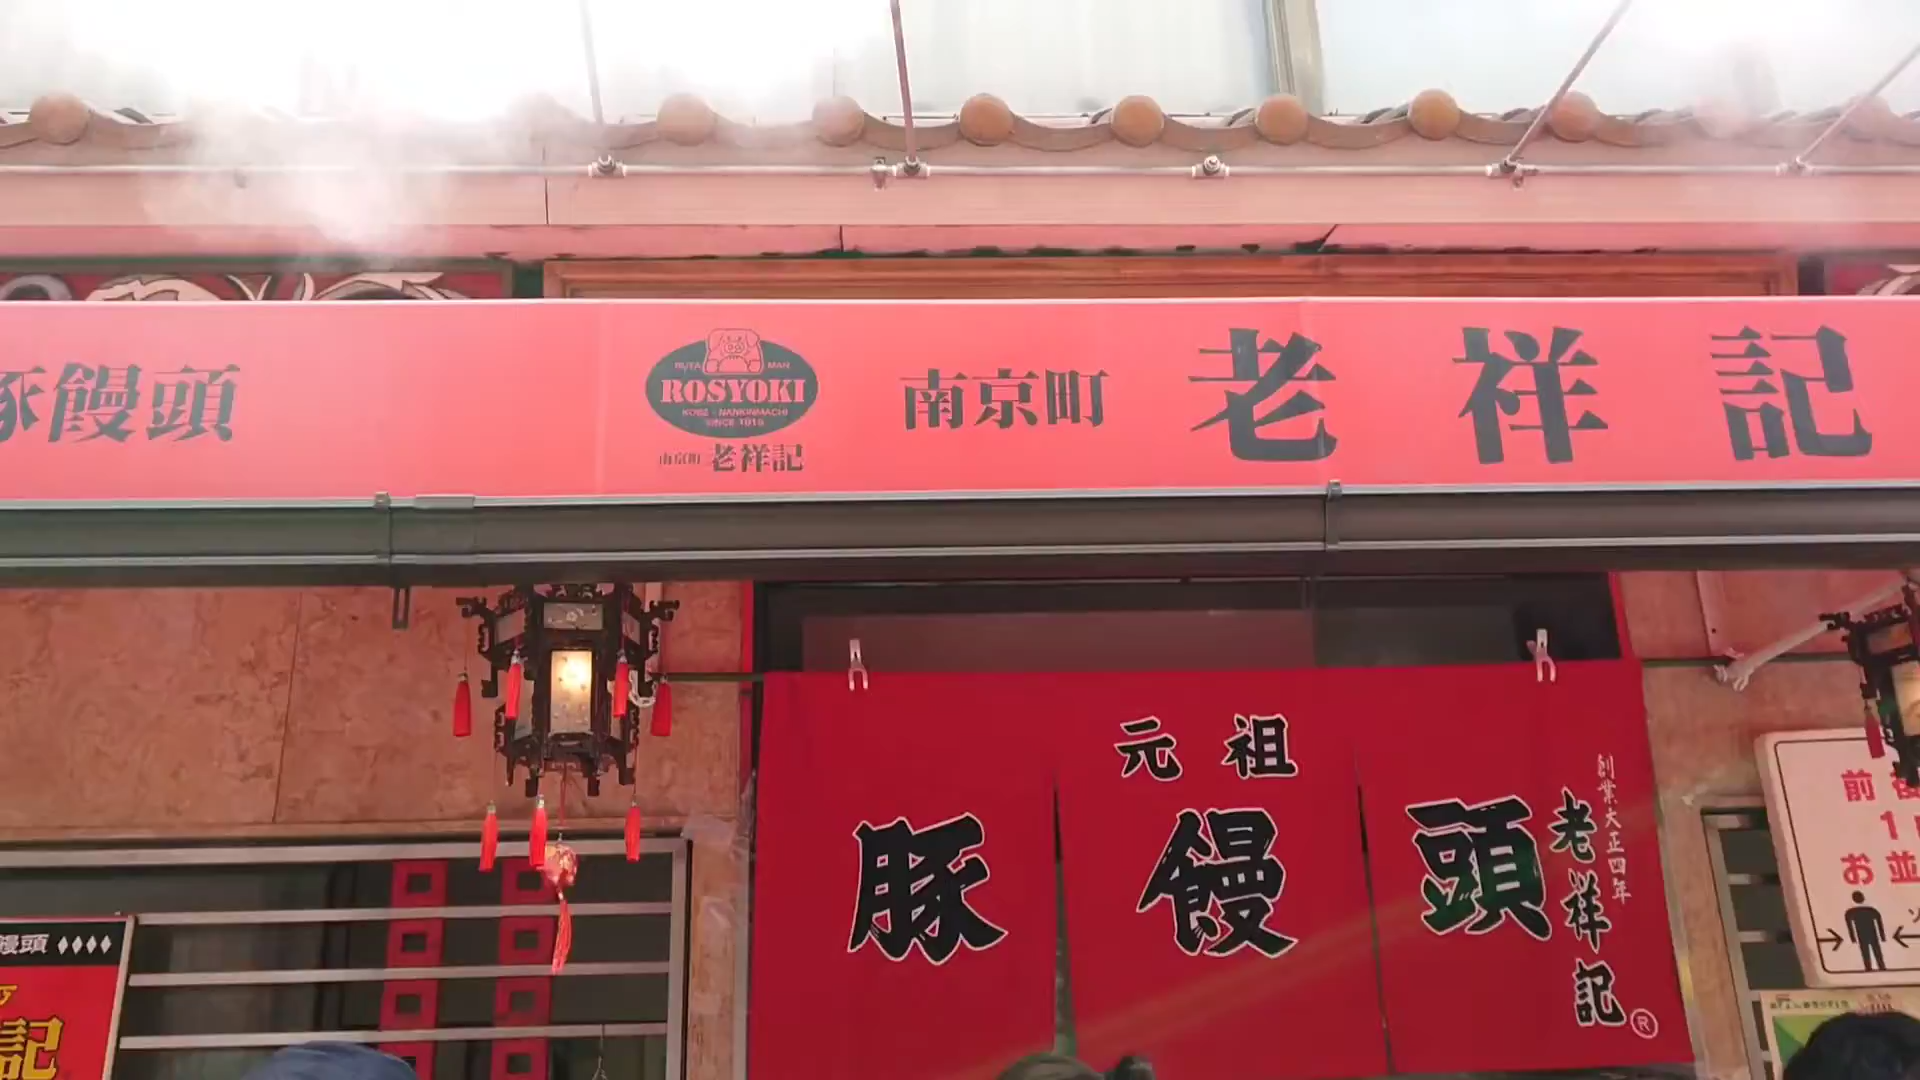 豚饅頭
BUTA MAN
ROSYOKI
KOBE - NANKINMACHI
SINCE 1915
南京町 老祥記
南京町 老祥記
元祖
豚饅頭
創業大正四年
老祥記
®
饅頭 ♦♦♦♦
記
前
1
お並